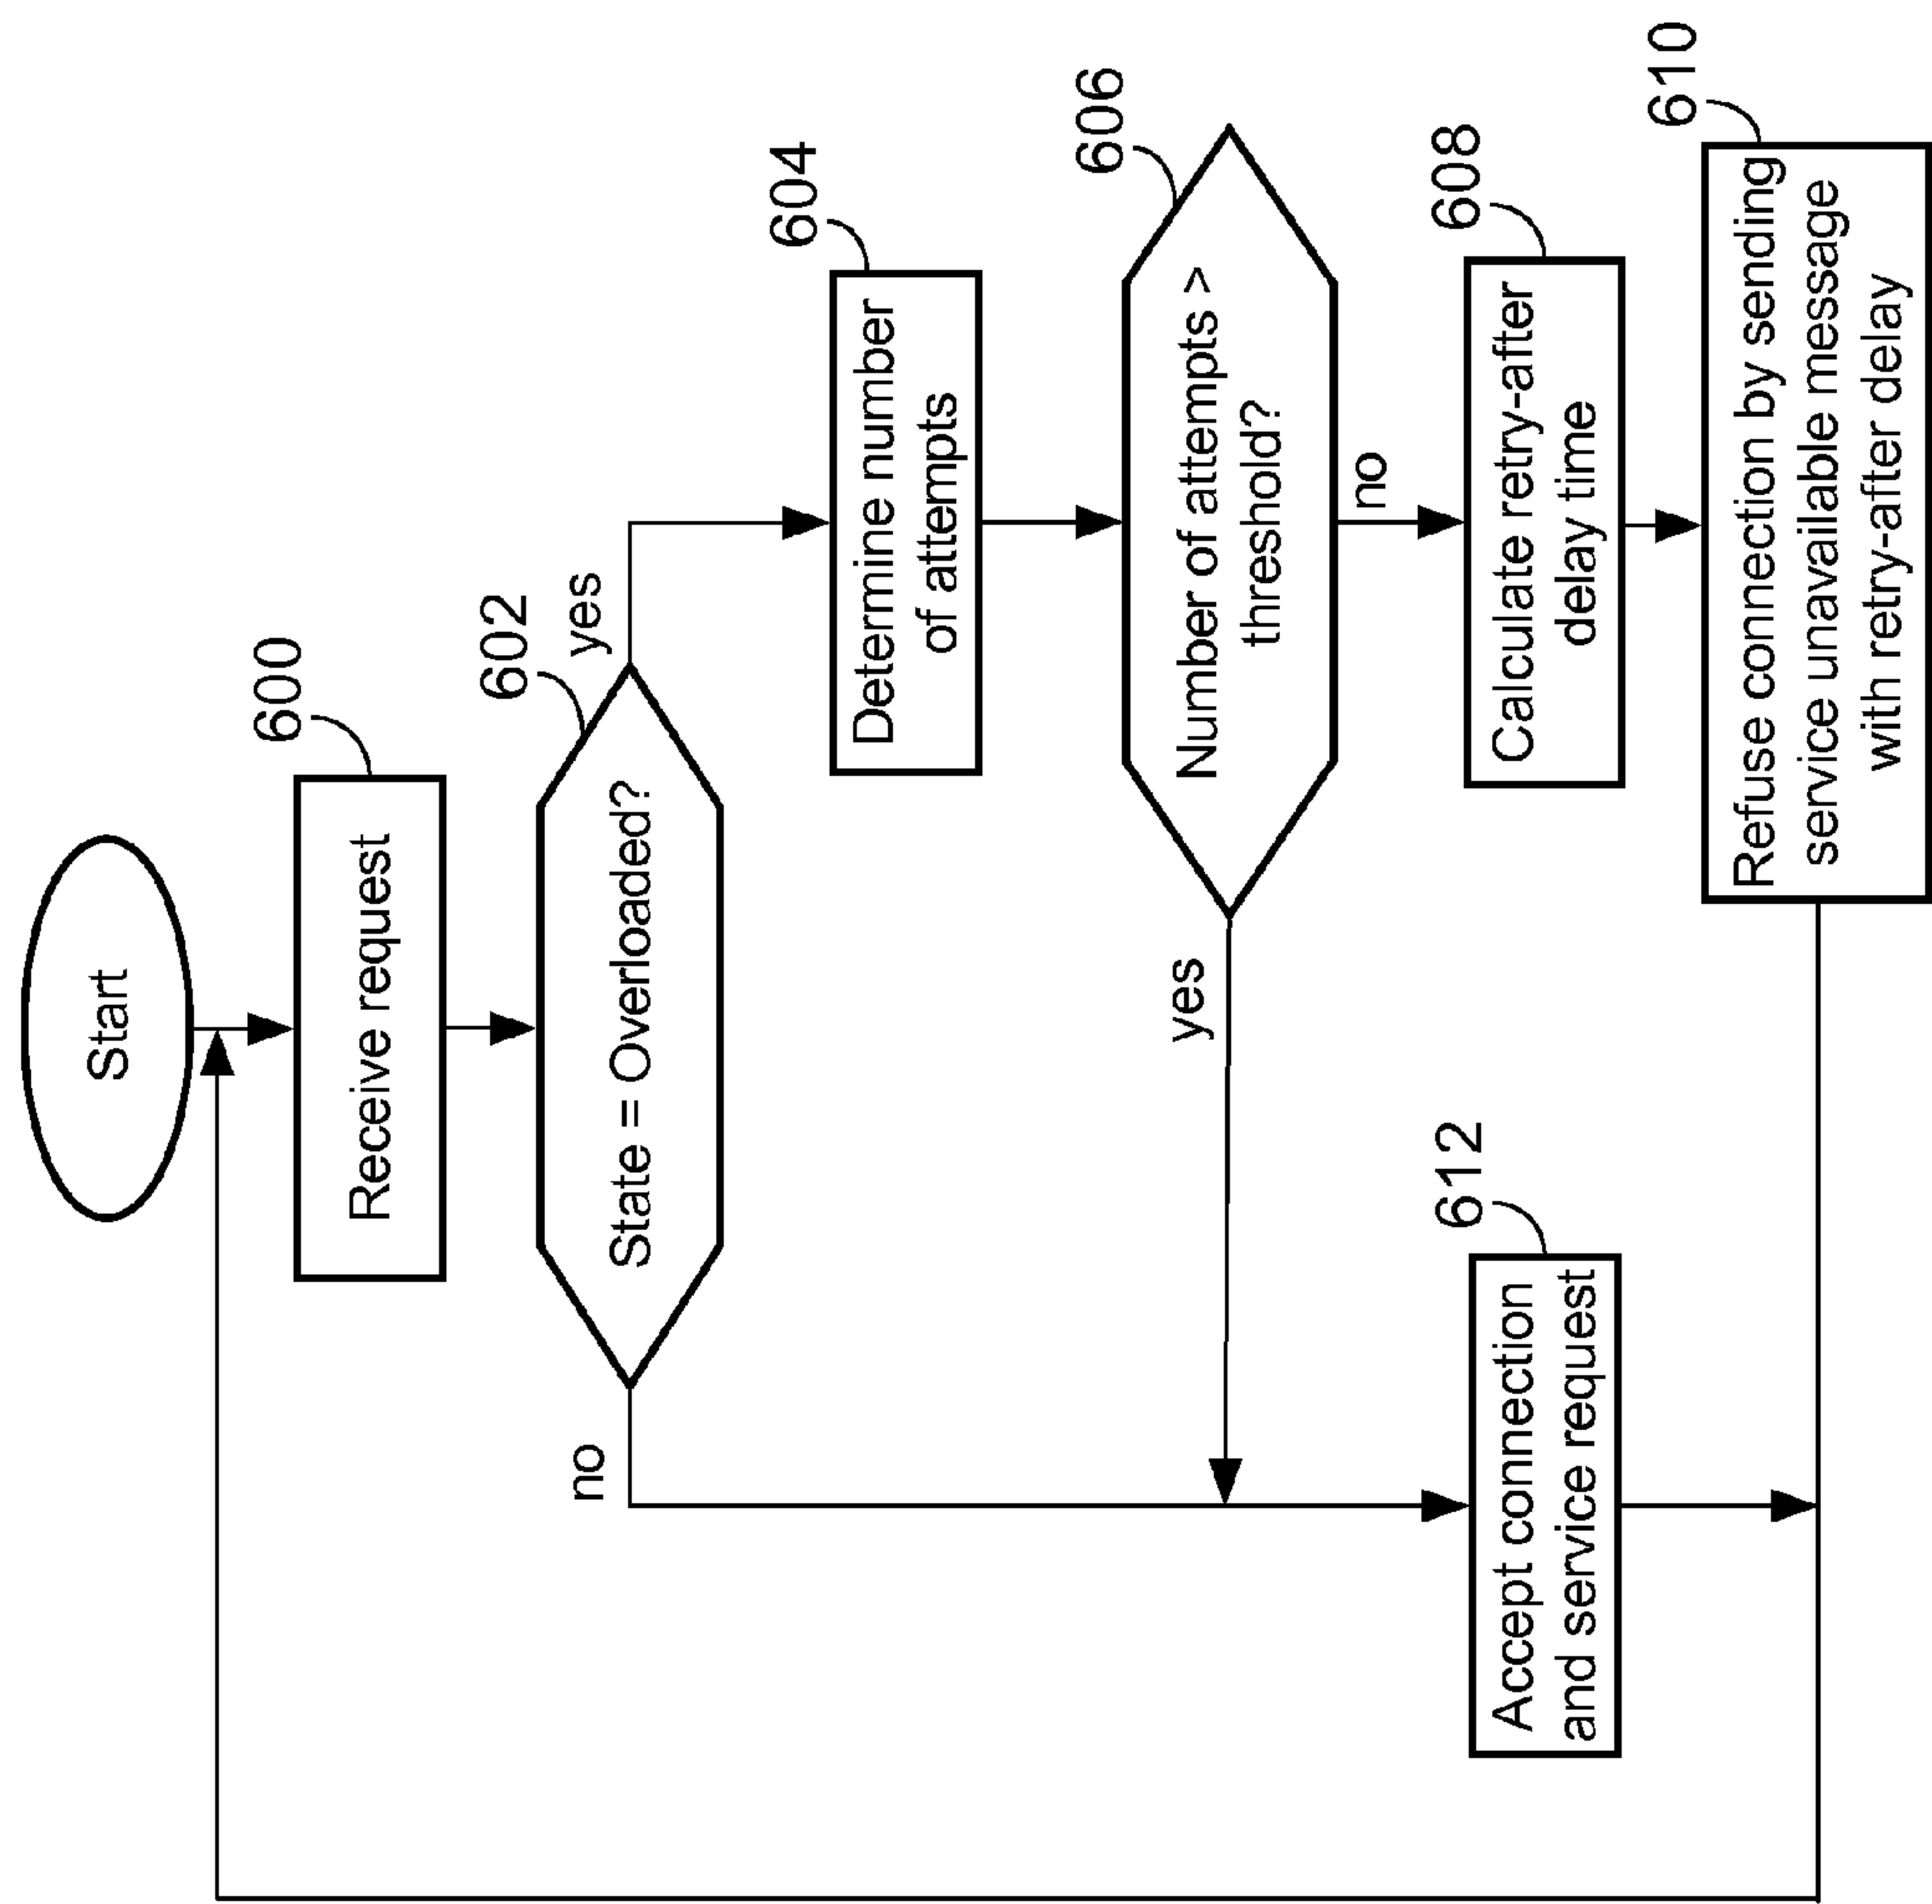 Start
600
Receive request
602
State = Overloaded?
yes
no
604
Determine number
of attempts
606
Number of attempts >
threshold?
yes
no
608
Calculate retry-after
delay time
612
Accept connection
and service request
610
Refuse connection by sending
service unavailable message
with retry-after delay